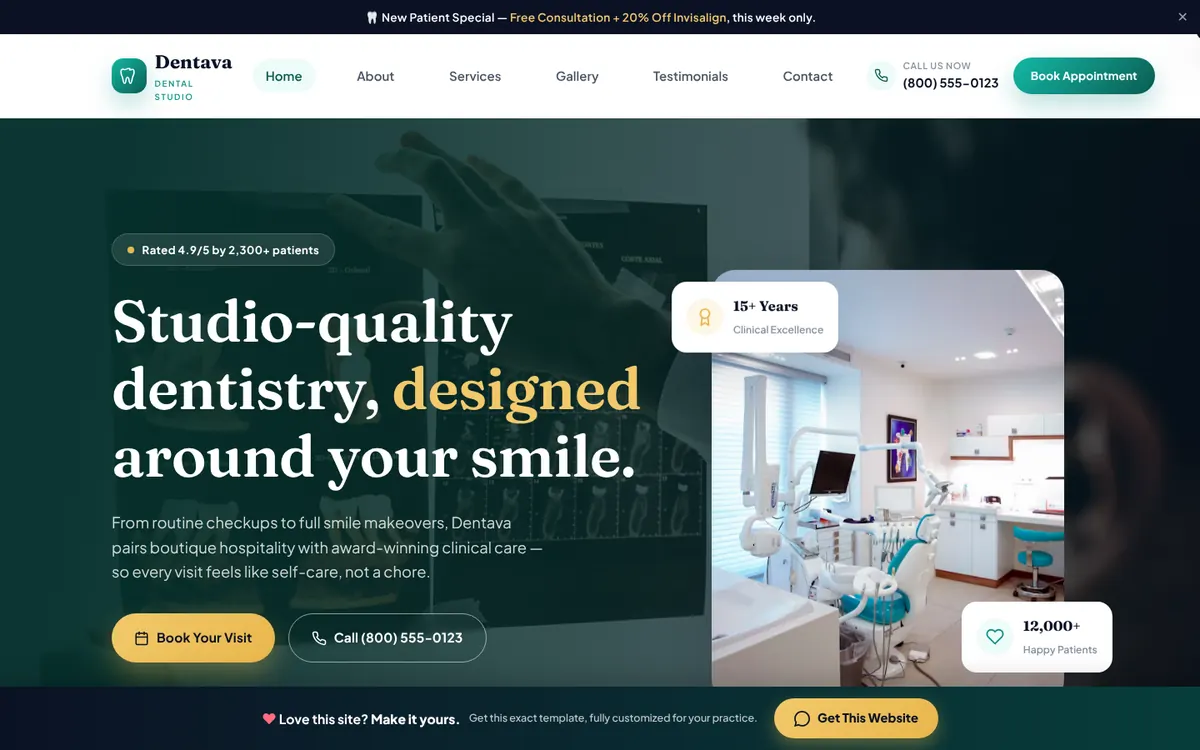 🦷 New Patient Special — Free Consultation + 20% Off Invisalign, this week only.
Dentava
DENTAL
STUDIO
Home
About
Services
Gallery
Testimonials
Contact
CALL US NOW
(800) 555-0123
Book Appointment
Rated 4.9/5 by 2,300+ patients
Studio-quality
dentistry, designed
around your smile.
From routine checkups to full smile makeovers, Dentava
pairs boutique hospitality with award-winning clinical care —
so every visit feels like self-care, not a chore.
Book Your Visit
Call (800) 555-0123
15+ Years
Clinical Excellence
12,000+
Happy Patients
Love this site? Make it yours.
Get this exact template, fully customized for your practice.
Get This Website